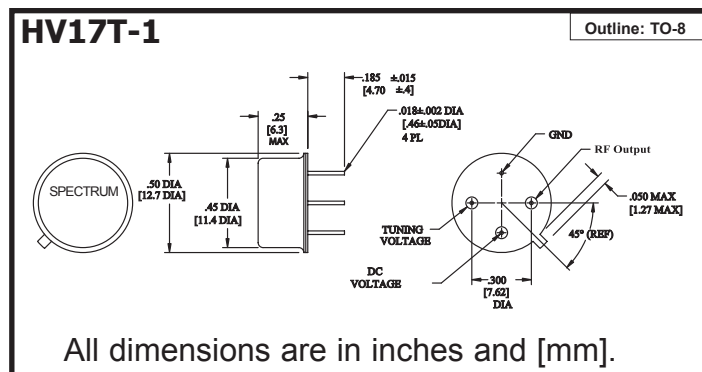 HV17T-1
Outline: TO-8
.185 ±.015
[4.70 ±.4]
.25
[6.3]
MAX
.018±.002 DIA
[.46±.05DIA]
4 PL
GND
RF Output
SPECTRUM
.50 DIA
[12.7 DIA]
.45 DIA
[11.4 DIA]
.050 MAX
[1.27 MAX]
TUNING
VOLTAGE
45° (REF)
DC
VOLTAGE
.300
[7.62]
DIA
All dimensions are in inches and [mm].